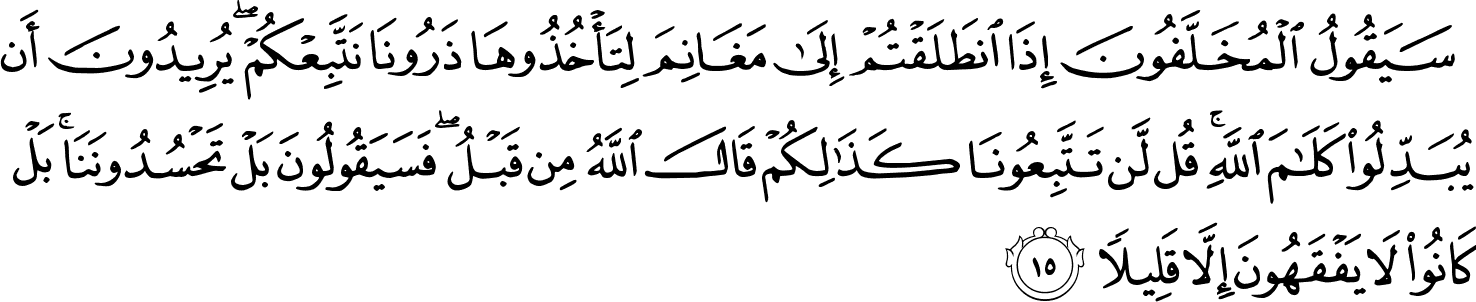 سَيَقُولُ ٱلْمُخَلَّفُونَ إِذَا ٱنطَلَقْتُمْ إِلَىٰ مَغَانِمَ لِتَأْخُذُوهَا ذَرُونَا نَتَّبِعْكُمْ ۖ يُرِيدُونَ أَن
يُبَدِّلُوا۟ كَلَـٰمَ ٱللَّهِ ۚ قُل لَّن تَتَّبِعُونَا كَذَٰلِكُمْ قَالَ ٱللَّهُ مِن قَبْلُ ۖ فَسَيَقُولُونَ بَلْ تَحْسُدُونَنَا ۚ بَلْ
كَانُوا۟ لَا يَفْقَهُونَ إِلَّا قَلِيلًا ١٥